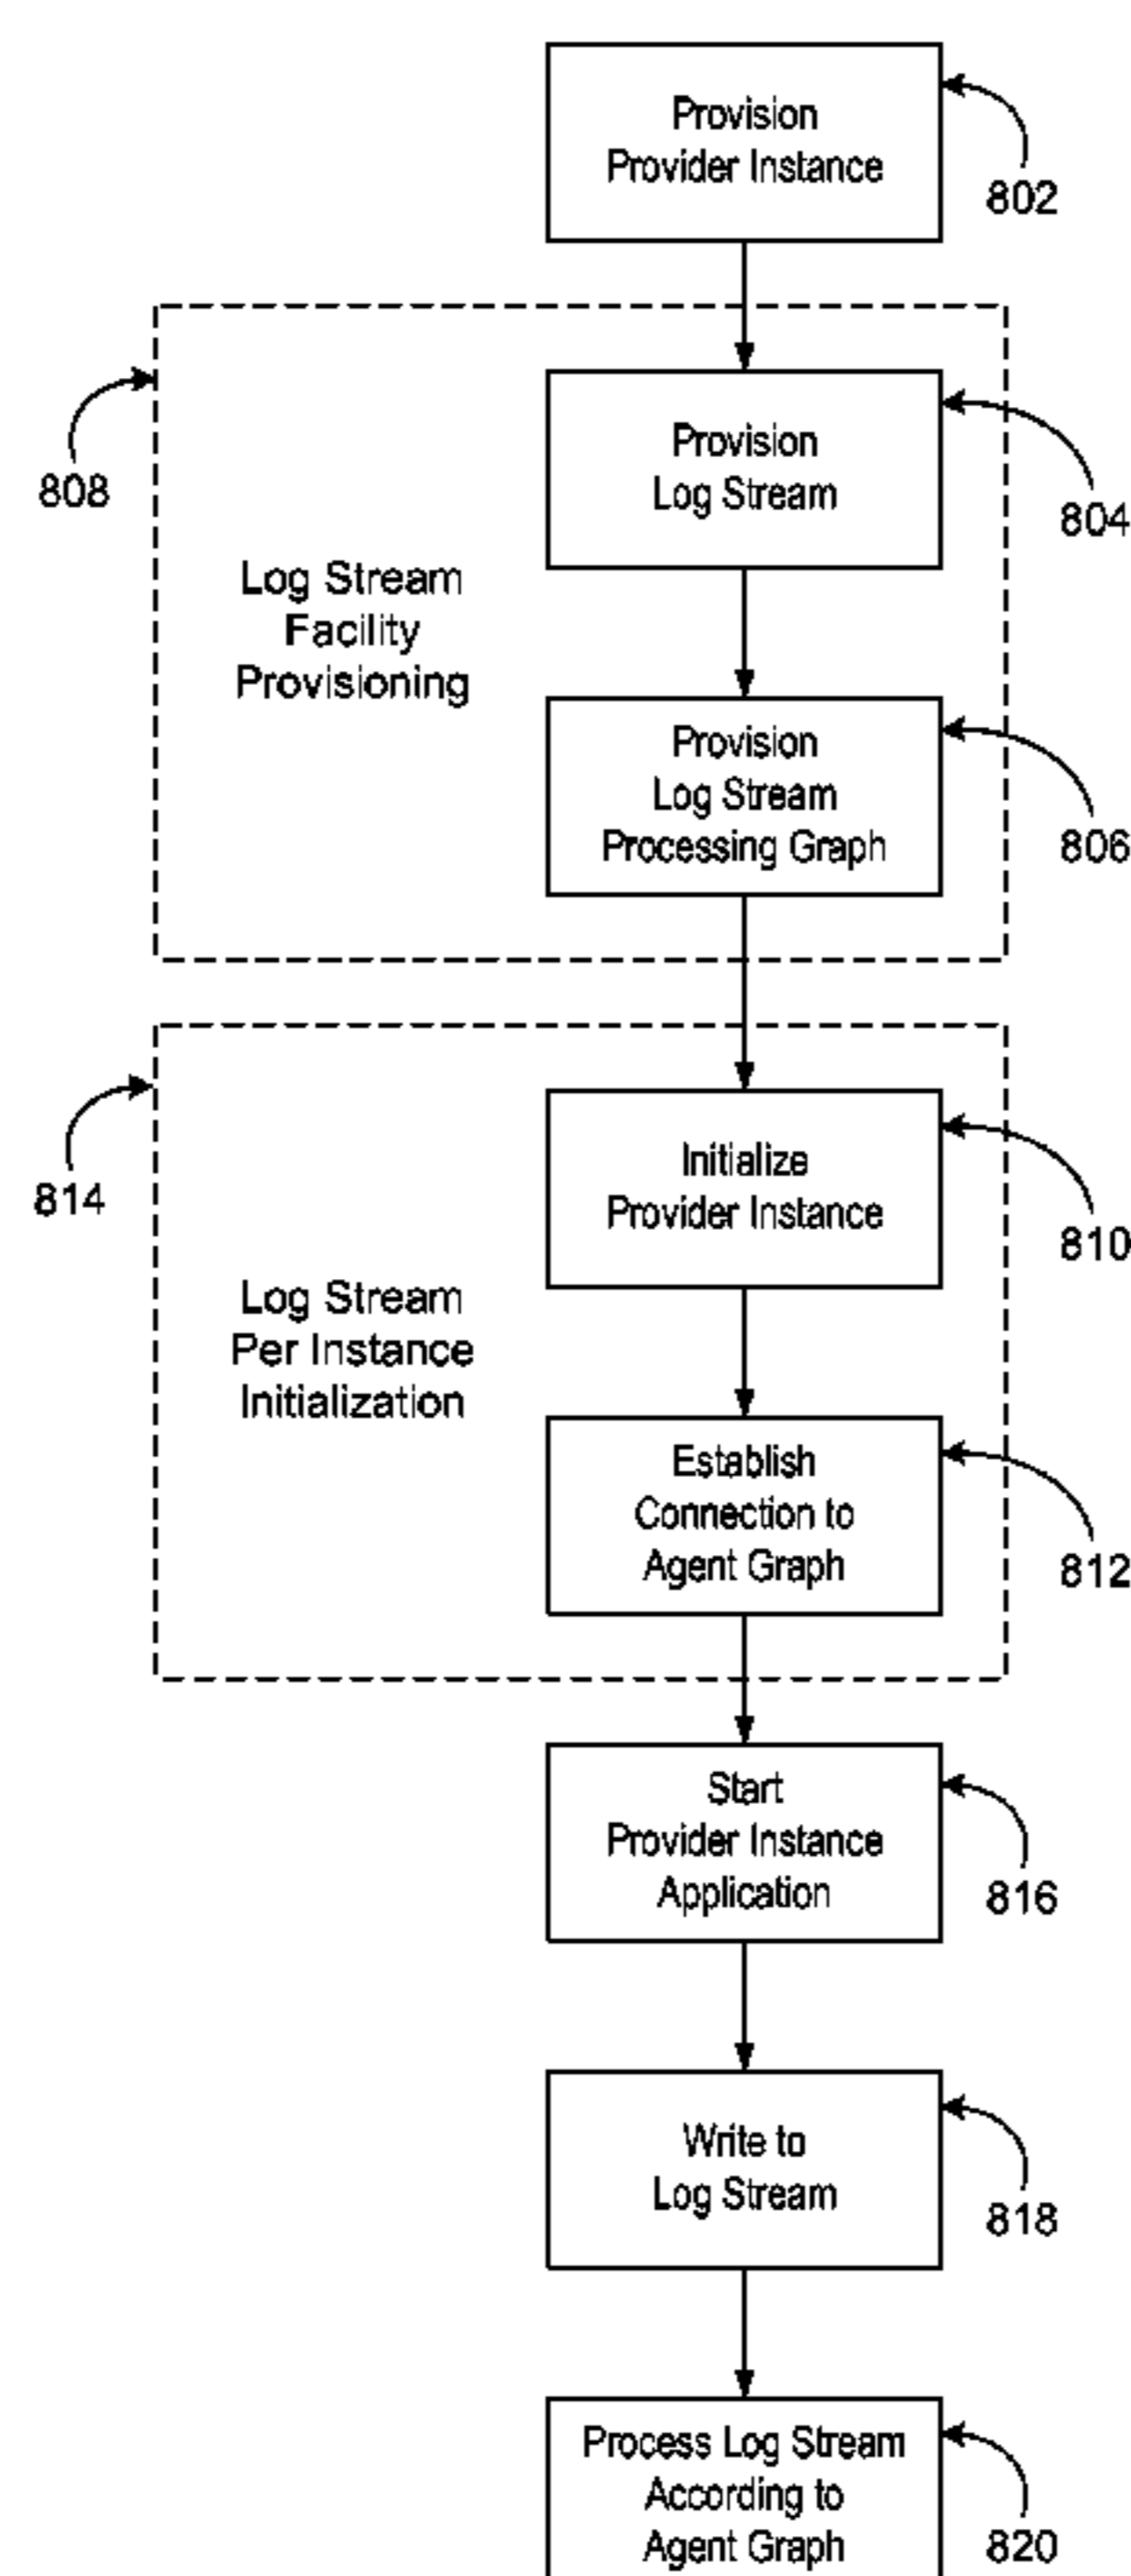 Provision
Provider Instance
802
Provision
Log Stream
804
808
Log Stream
Facility
Provisioning
Provision
Log Stream
Processing Graph
806
Initialize
Provider Instance
810
814
Log Stream
Per Instance
Initialization
Establish
Connection to
Agent Graph
812
Start
Provider Instance
Application
816
Write to
Log Stream
818
Process Log Stream
According to
Agent Graph
820